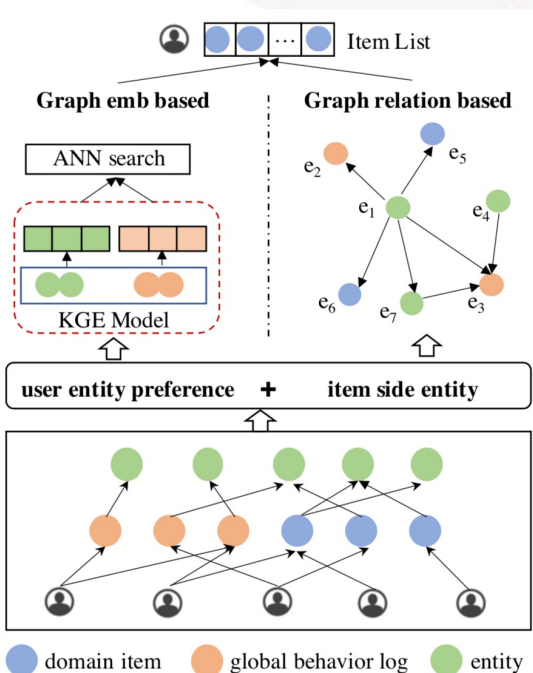 Item List
Graph emb based
Graph relation based
ANN search
KGE Model
e2
e5
e1
e4
e6
e7
e3
user entity preference + item side entity
domain item
global behavior log
entity